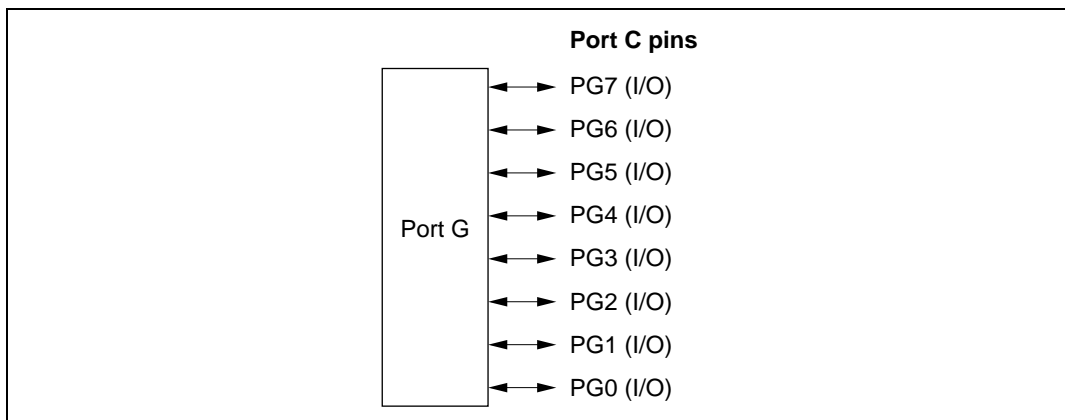 Port C pins
PG7 (I/O)
PG6 (I/O)
PG5 (I/O)
PG4 (I/O)
Port G
PG3 (I/O)
PG2 (I/O)
PG1 (I/O)
PG0 (I/O)